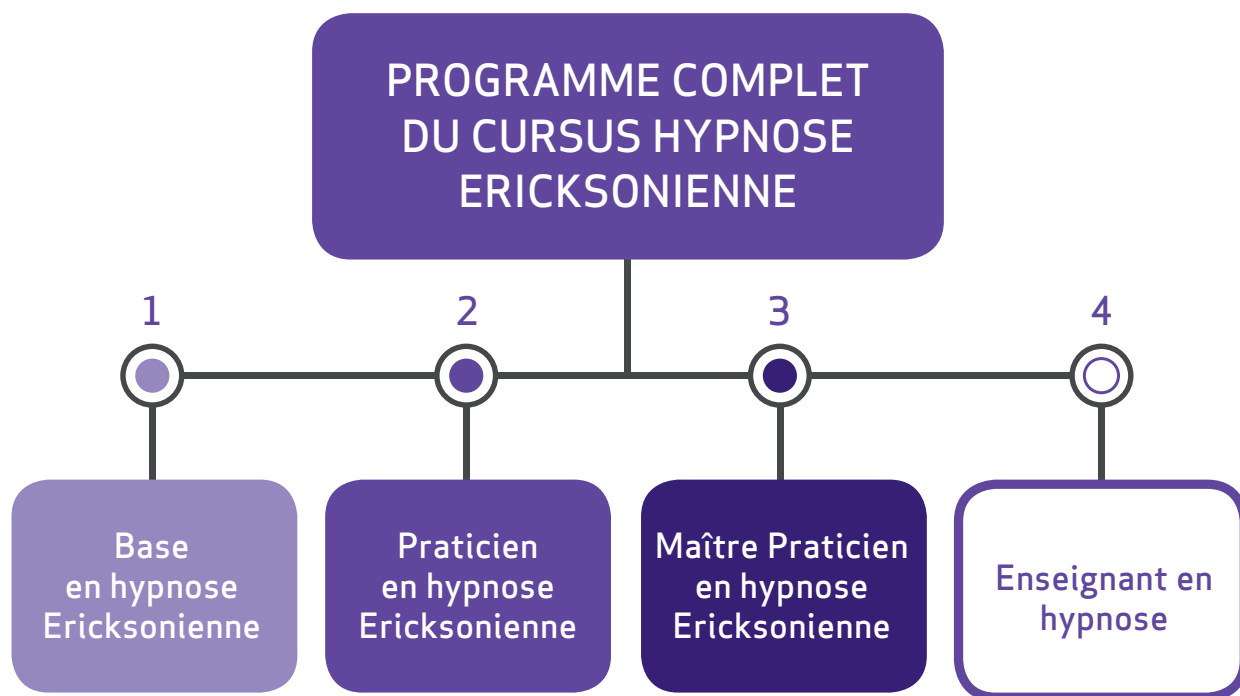 PROGRAMME COMPLET
DU CURSUS HYPNOSE
ERICKSONIENNE
1
2
3
4
Base
en hypnose
Ericksonienne
Praticien
en hypnose
Ericksonienne
Maître Praticien
en hypnose
Ericksonienne
Enseignant en
hypnose